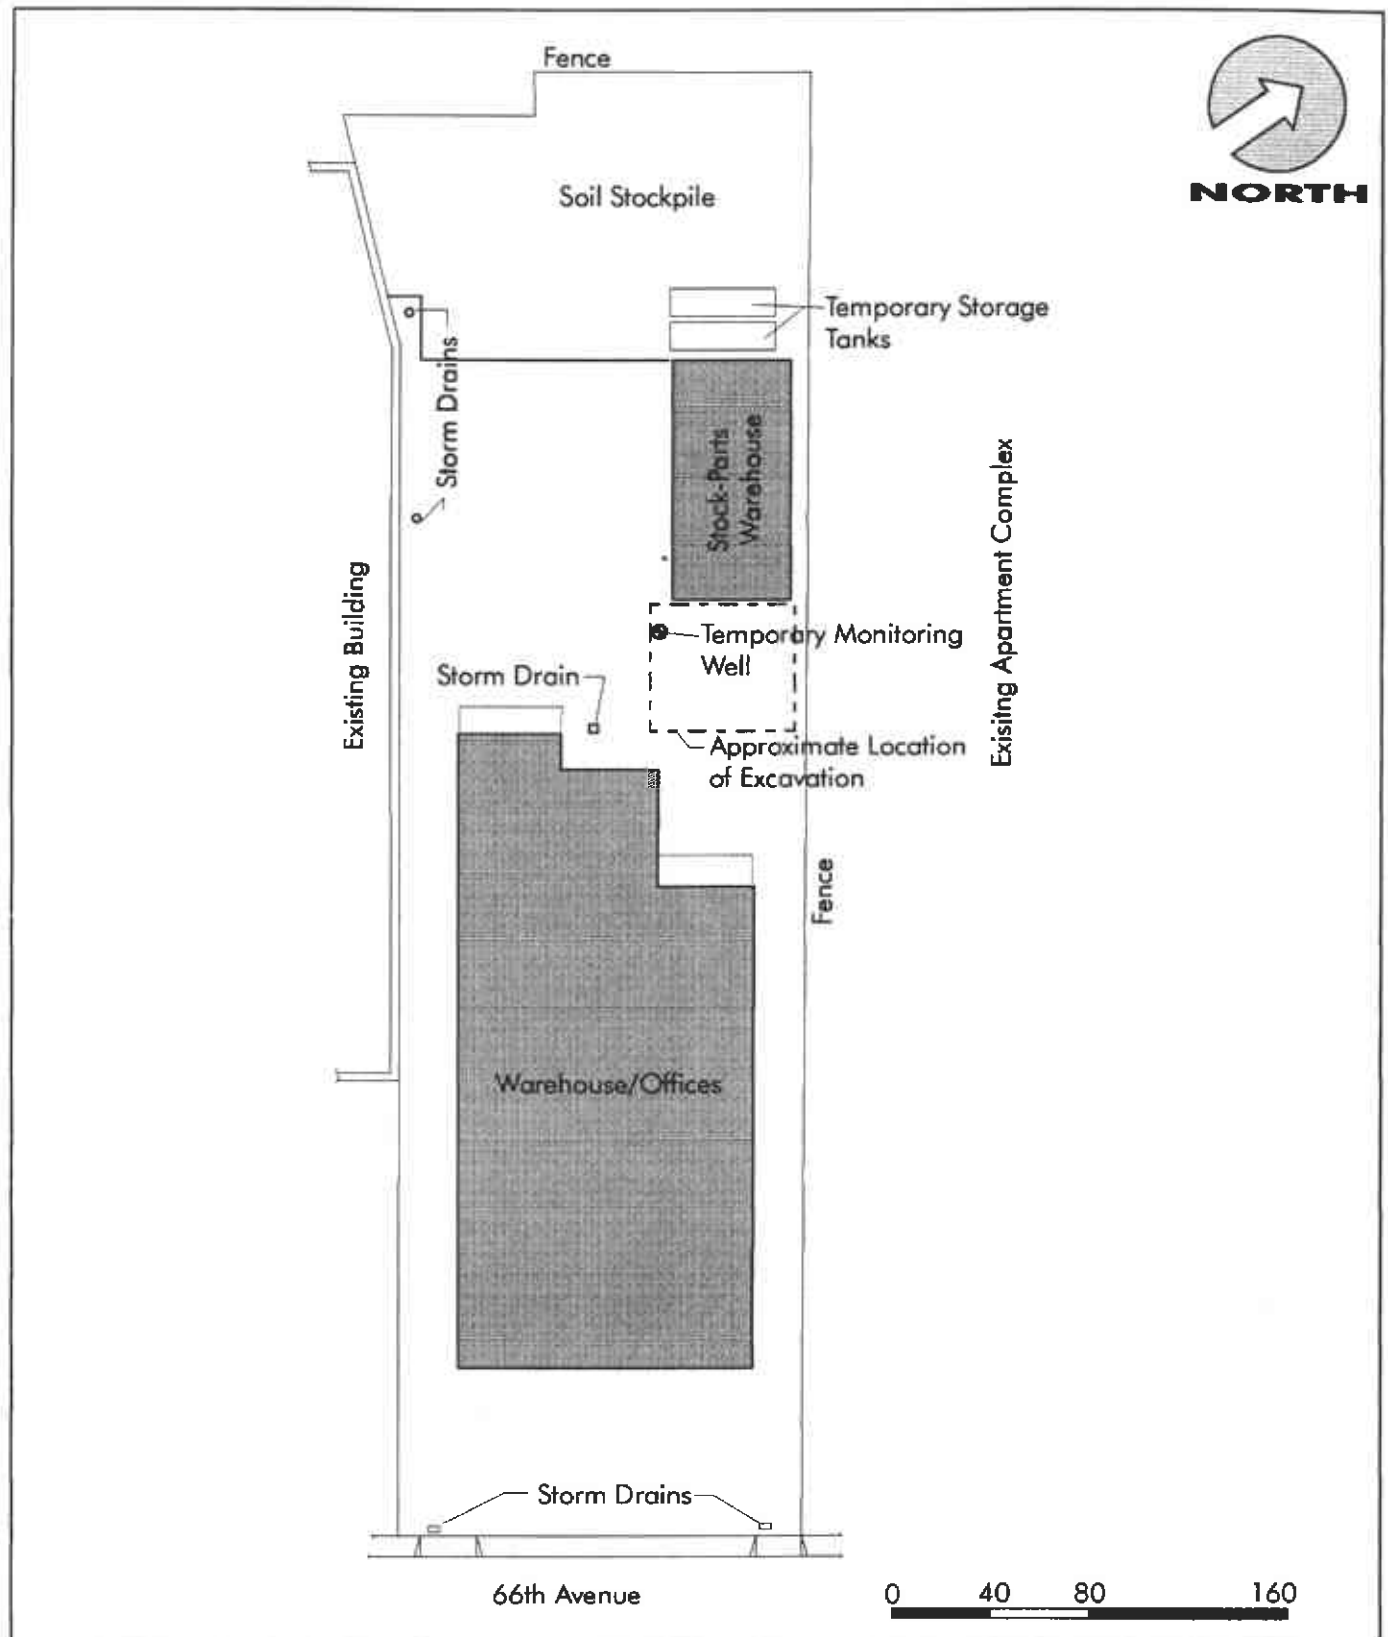 Fence
NORTH
Soil Stockpile
Temporary Storage
Tanks
Storm Drains
Stock-Parts
Warehouse
Exisitng Apartment Complex
Existing Building
Temporary Monitoring
Well
Storm Drain
Approximate Location
of Excavation
Fence
Warehouse/Offices
Storm Drains
66th Avenue
0 40 80 160